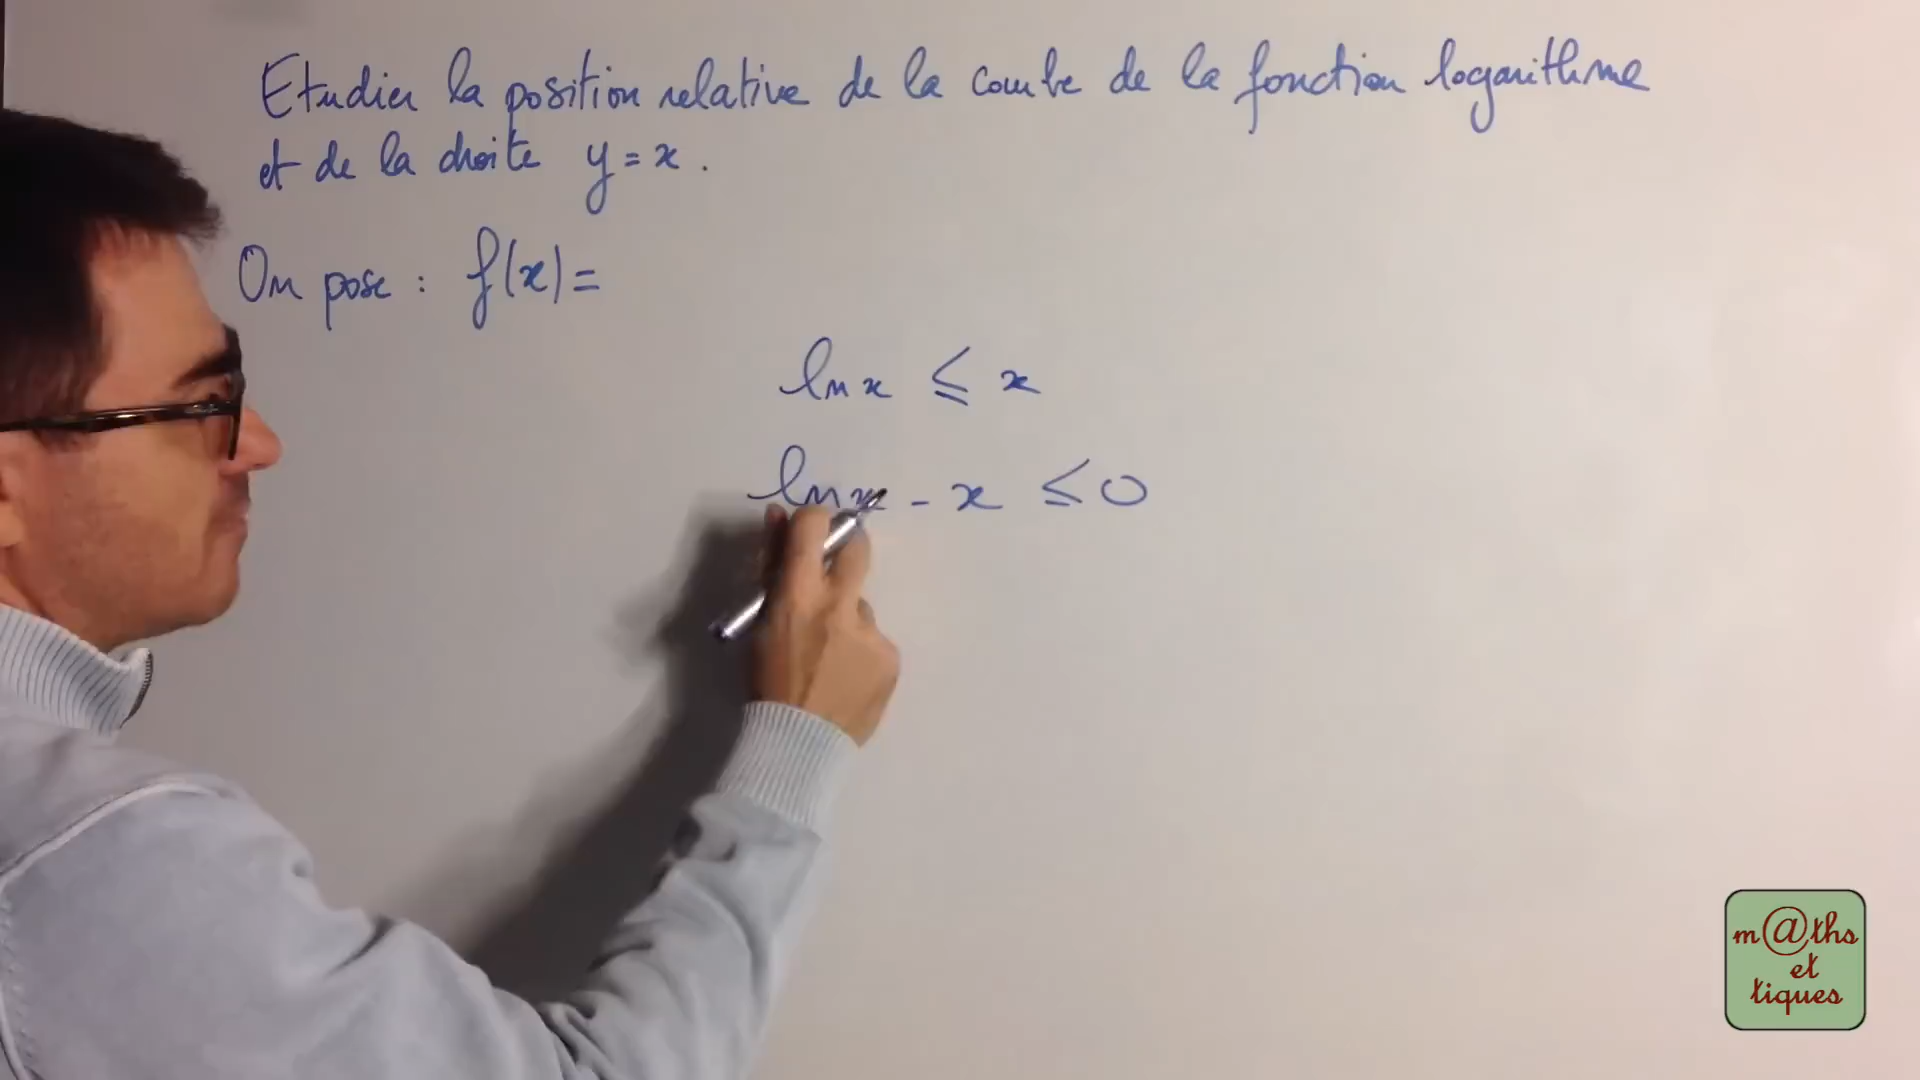 Etudier la position relative de la courbe de la fonction logarithme
et de la droite y = x .
On pose : f(x) =
ln x ≤ x
ln x - x ≤ 0
m@ths
et
tiques